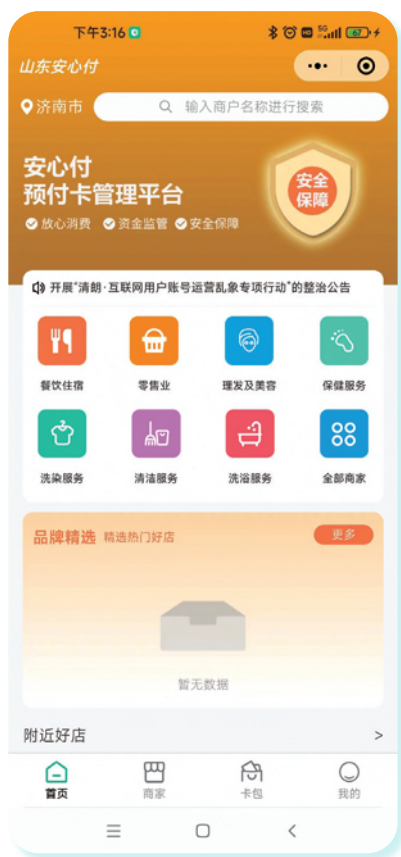 下午3:16
5G
67
山东安心付
济南市
输入商户名称进行搜索
安心付
预付卡管理平台
放心消费 资金监管 安全保障
安全
保障
开展“清朗·互联网用户账号运营乱象专项行动”的整治公告
餐饮住宿 零售业 理发及美容 保健服务
洗染服务 清洁服务 洗浴服务 全部商家
品牌精选 精选热门好店 更多
暂无数据
附近好店 >
首页 商家 卡包 我的